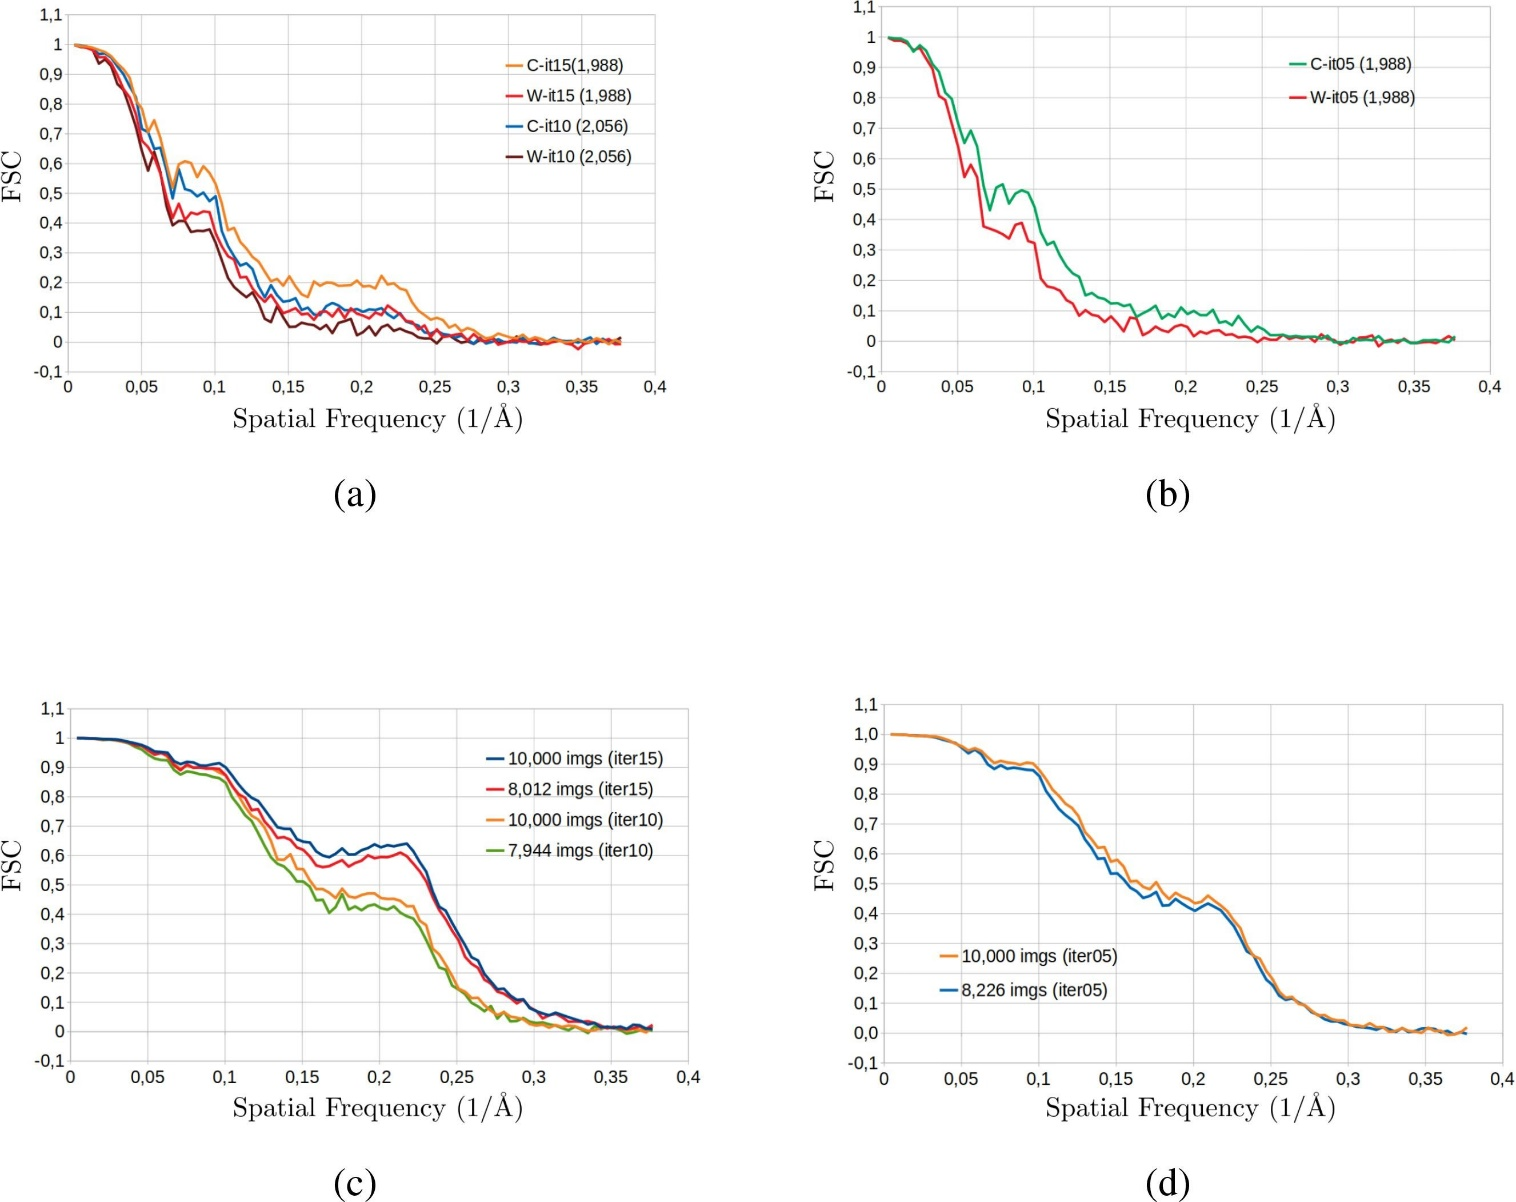 1,1
1
0,9
0,8
0,7
0,6
0,5
0,4
0,3
0,2
0,1
0
-0,1
FSC
C-it15(1,988)
W-it15 (1,988)
C-it10 (2,056)
W-it10 (2,056)
0 0,05 0,1 0,15 0,2 0,25 0,3 0,35 0,4
Spatial Frequency (1/Å)
(a)
1,1
1
0,9
0,8
0,7
0,6
0,5
0,4
0,3
0,2
0,1
0
-0,1
FSC
C-it05 (1,988)
W-it05 (1,988)
0 0,05 0,1 0,15 0,2 0,25 0,3 0,35 0,4
Spatial Frequency (1/Å)
(b)
1,1
1
0,9
0,8
0,7
0,6
0,5
0,4
0,3
0,2
0,1
0
-0,1
FSC
10,000 imgs (iter15)
8,012 imgs (iter15)
10,000 imgs (iter10)
7,944 imgs (iter10)
0 0,05 0,1 0,15 0,2 0,25 0,3 0,35 0,4
Spatial Frequency (1/Å)
(c)
1,1
1,0
0,9
0,8
0,7
0,6
0,5
0,4
0,3
0,2
0,1
0,0
-0,1
FSC
10,000 imgs (iter05)
8,226 imgs (iter05)
0 0,05 0,1 0,15 0,2 0,25 0,3 0,35 0,4
Spatial Frequency (1/Å)
(d)